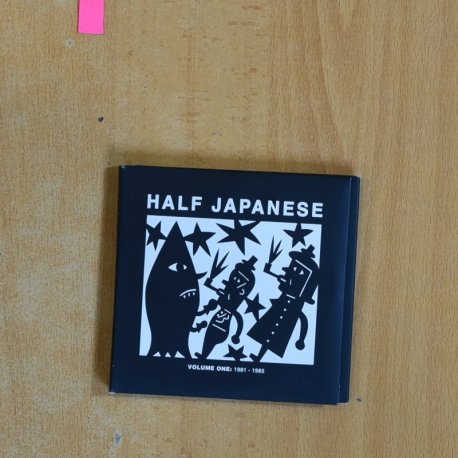 HALF JAPANESE
VOLUME ONE: 1981 - 1985